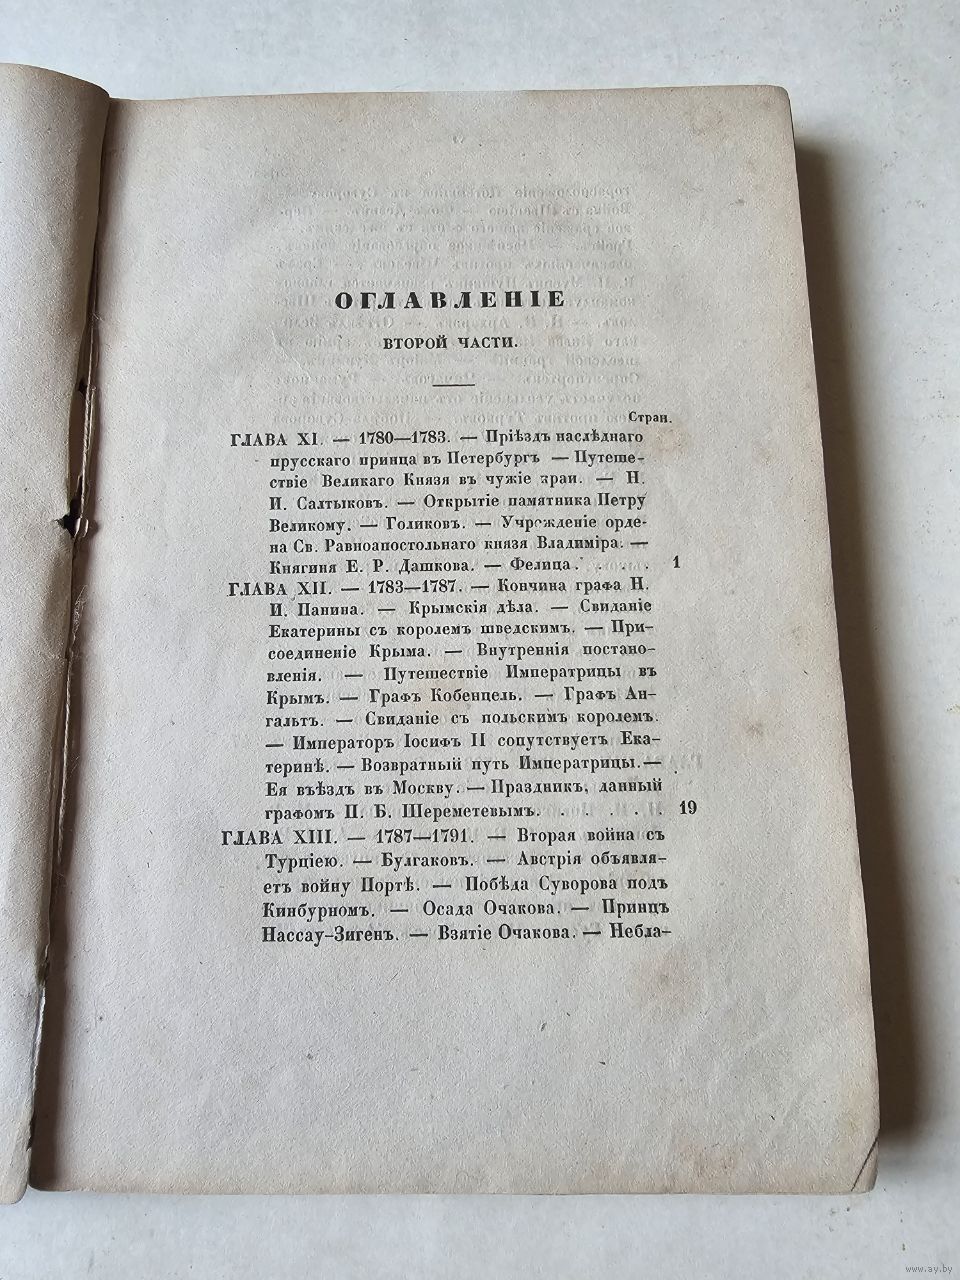 ОГЛАВЛЕНІЕ
ВТОРОЙ ЧАСТИ.
Стран.
ГЛАВА XI. — 1780—1783. — Пріѣздъ наслѣднаго
прусскаго принца въ Петербургъ — Путеше-
ствіе Великаго Князя въ чужіе краи. — Н.
И. Салтыковъ. — Открытіе памятника Петру
Великому. — Голиковъ. — Учрежденіе орде-
на Св. Равноапостольнаго князя Владиміра. —
Княгиня Е. Р. Дашкова. — Фелица. . . . . 1
ГЛАВА XII. — 1783—1787. — Кончина графа Н.
И. Панина. — Крымскія дѣла. — Свиданіе
Екатерины съ королемъ шведскимъ. — При-
соединеніе Крыма. — Внутреннія постано-
вленія. — Путешествіе Императрицы въ
Крымъ. — Графъ Кобенцель. — Графъ Ан-
гальтъ. — Свиданіе съ польскимъ королемъ.
— Императоръ Іосифъ II сопутствуетъ Ека-
теринѣ. — Возвратный путь Императрицы. —
Ея въѣздъ въ Москву. — Праздникъ, данный
графомъ П. Б. Шереметевымъ. . . . . . . 19
ГЛАВА XIII. — 1787—1791. — Вторая война съ
Турціею. — Булгаковъ. — Австрія объявля-
етъ войну Портѣ. — Побѣда Суворова подъ
Кинбурномъ. — Осада Очакова. — Принцъ
Нассау-Зигенъ. — Взятіе Очакова. — Небла-
www.ay.by